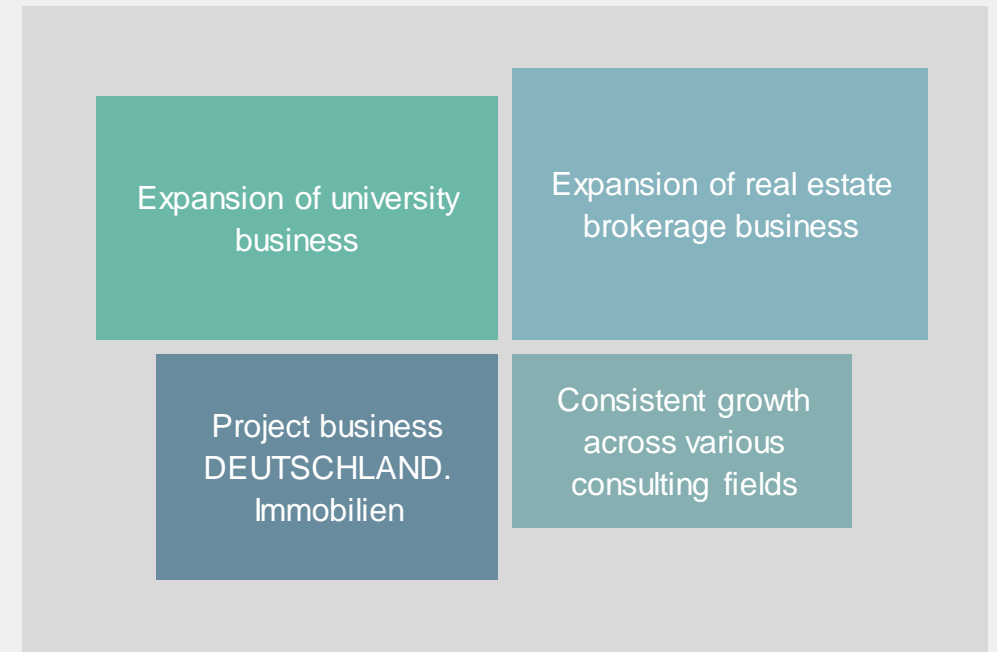 Expansion of university
business
Expansion of real estate
brokerage business
Project business
DEUTSCHLAND.
Immobilien
Consistent growth
across various
consulting fields